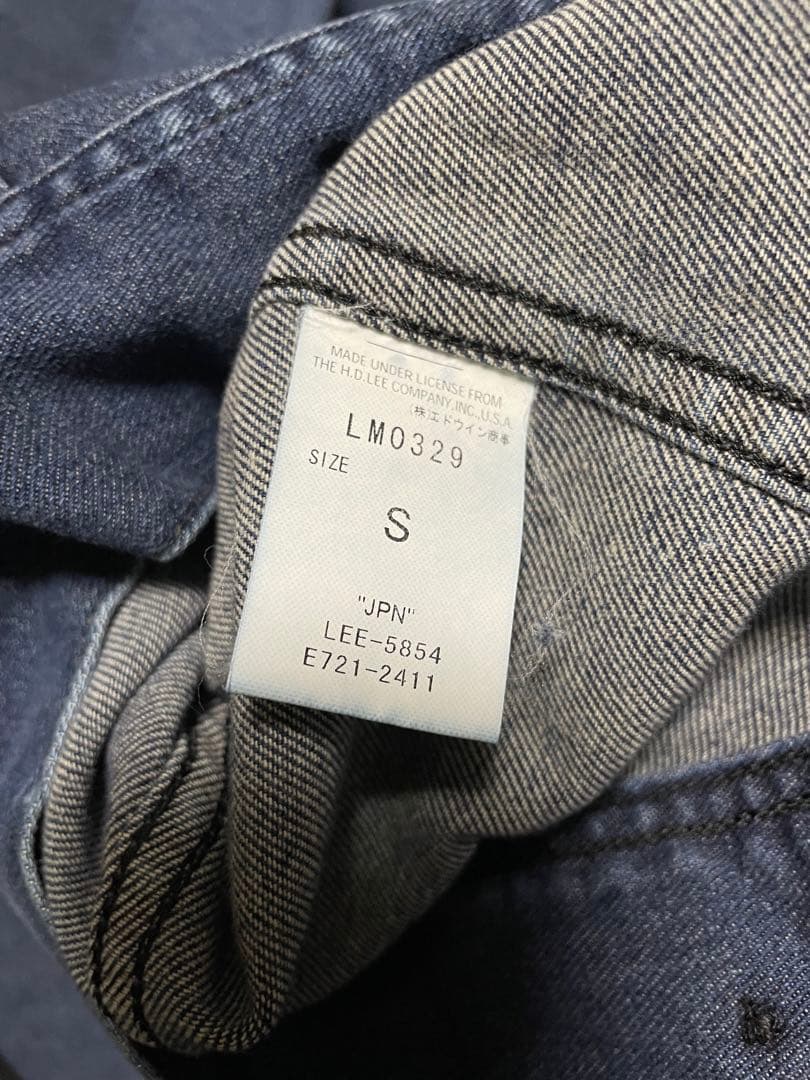 MADE UNDER LICENSE FROM
THE H.D.LEE COMPANY,INC.,U.S.A.
(株)エドウイン商事
LM0329
SIZE
S
"JPN"
LEE-5854
E721-2411